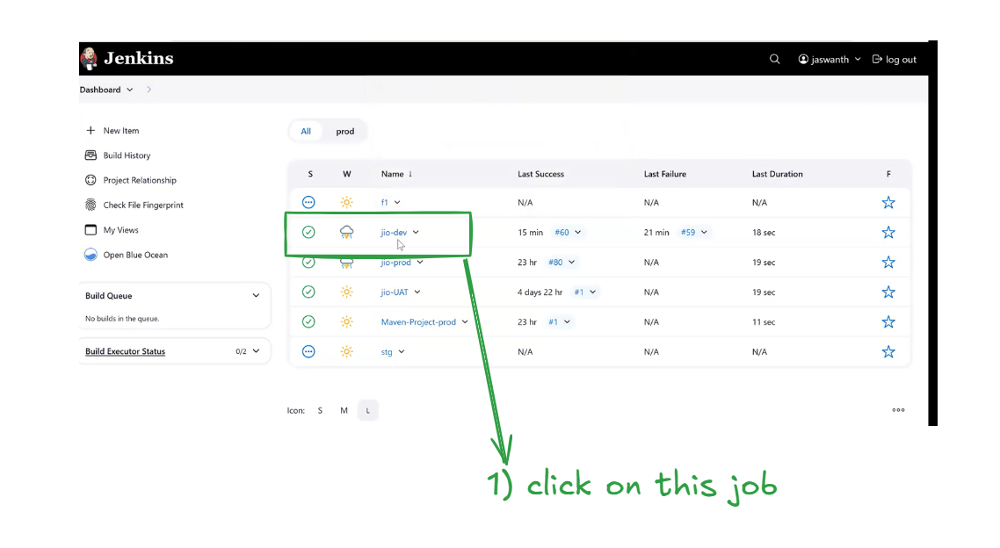 Jenkins
jaswanth
log out
Dashboard
New Item
Build History
Project Relationship
Check File Fingerprint
My Views
Open Blue Ocean
Build Queue
No builds in the queue.
Build Executor Status 0/2
All prod
S W Name ↓ Last Success Last Failure Last Duration F
f1 N/A N/A N/A
jio-dev 15 min #60 21 min #59 18 sec
jio-prod 23 hr #80 N/A 19 sec
jio-UAT 4 days 22 hr #1 N/A 19 sec
Maven-Project-prod 23 hr #1 N/A 11 sec
stg N/A N/A N/A
Icon: S M L
1) click on this job